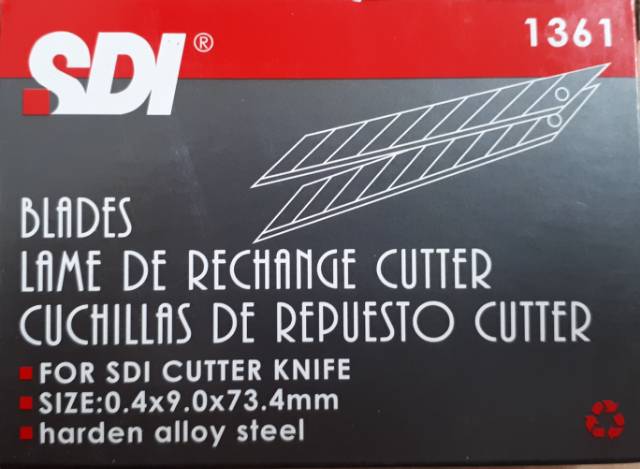 SDI®
1361
BLADES
LAME DE RECHANGE CUTTER
CUCHILLAS DE REPUESTO CUTTER
FOR SDI CUTTER KNIFE
SIZE:0.4x9.0x73.4mm
harden alloy steel